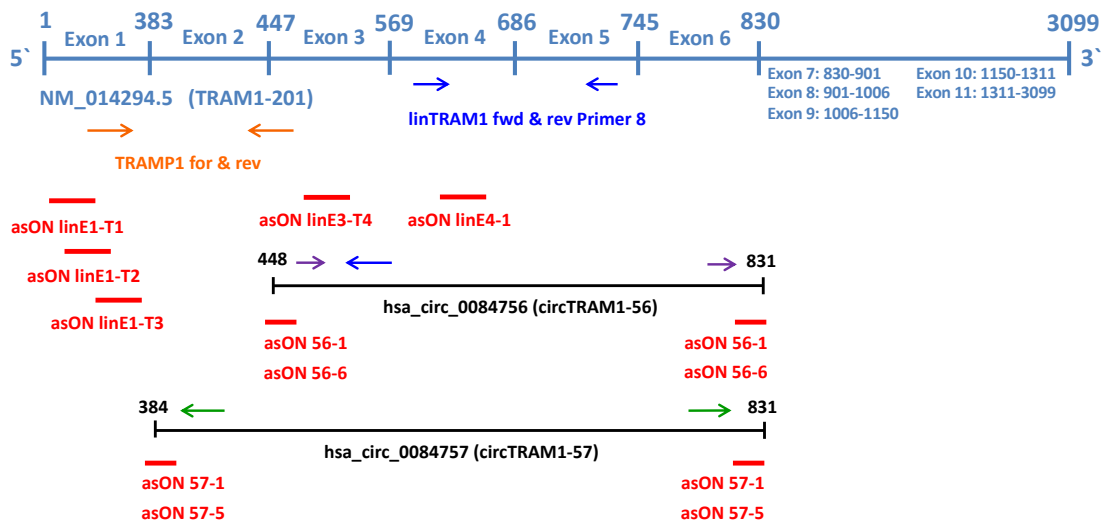 1 383 447 569 686 745 830 3099
Exon 1 Exon 2 Exon 3 Exon 4 Exon 5 Exon 6
5` 3`
Exon 7: 830-901 Exon 10: 1150-1311
Exon 8: 901-1006 Exon 11: 1311-3099
Exon 9: 1006-1150
NM_014294.5 (TRAM1-201)
linTRAM1 fwd & rev Primer 8
TRAMP1 for & rev
asON linE1-T1 asON linE3-T4 asON linE4-1
448 831
asON linE1-T2
hsa_circ_0084756 (circTRAM1-56)
asON linE1-T3
asON 56-1 asON 56-1
asON 56-6 asON 56-6
384 831
hsa_circ_0084757 (circTRAM1-57)
asON 57-1 asON 57-1
asON 57-5 asON 57-5